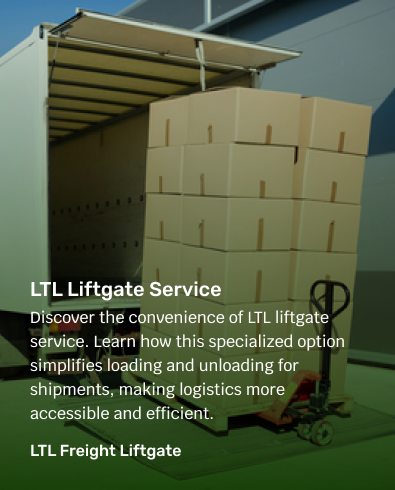 LTL Liftgate Service
Discover the convenience of LTL liftgate
service. Learn how this specialized option
simplifies loading and unloading for
shipments, making logistics more
accessible and efficient.
LTL Freight Liftgate